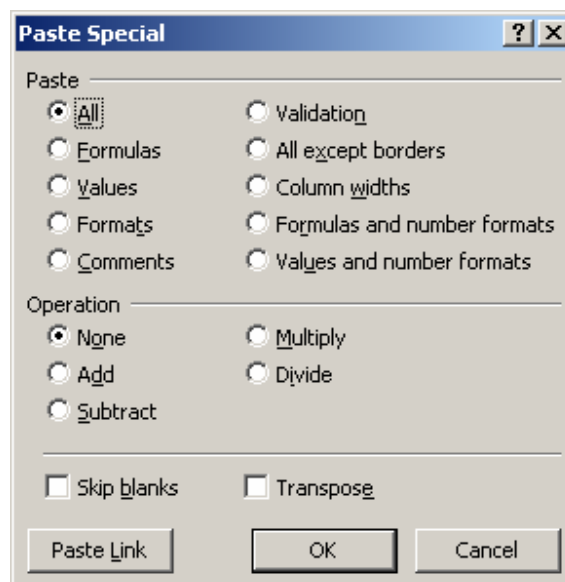 Paste Special
Paste
All
Validation
Formulas
All except borders
Values
Column widths
Formats
Formulas and number formats
Comments
Values and number formats
Operation
None
Multiply
Add
Divide
Subtract
Skip blanks
Transpose
Paste Link
OK
Cancel